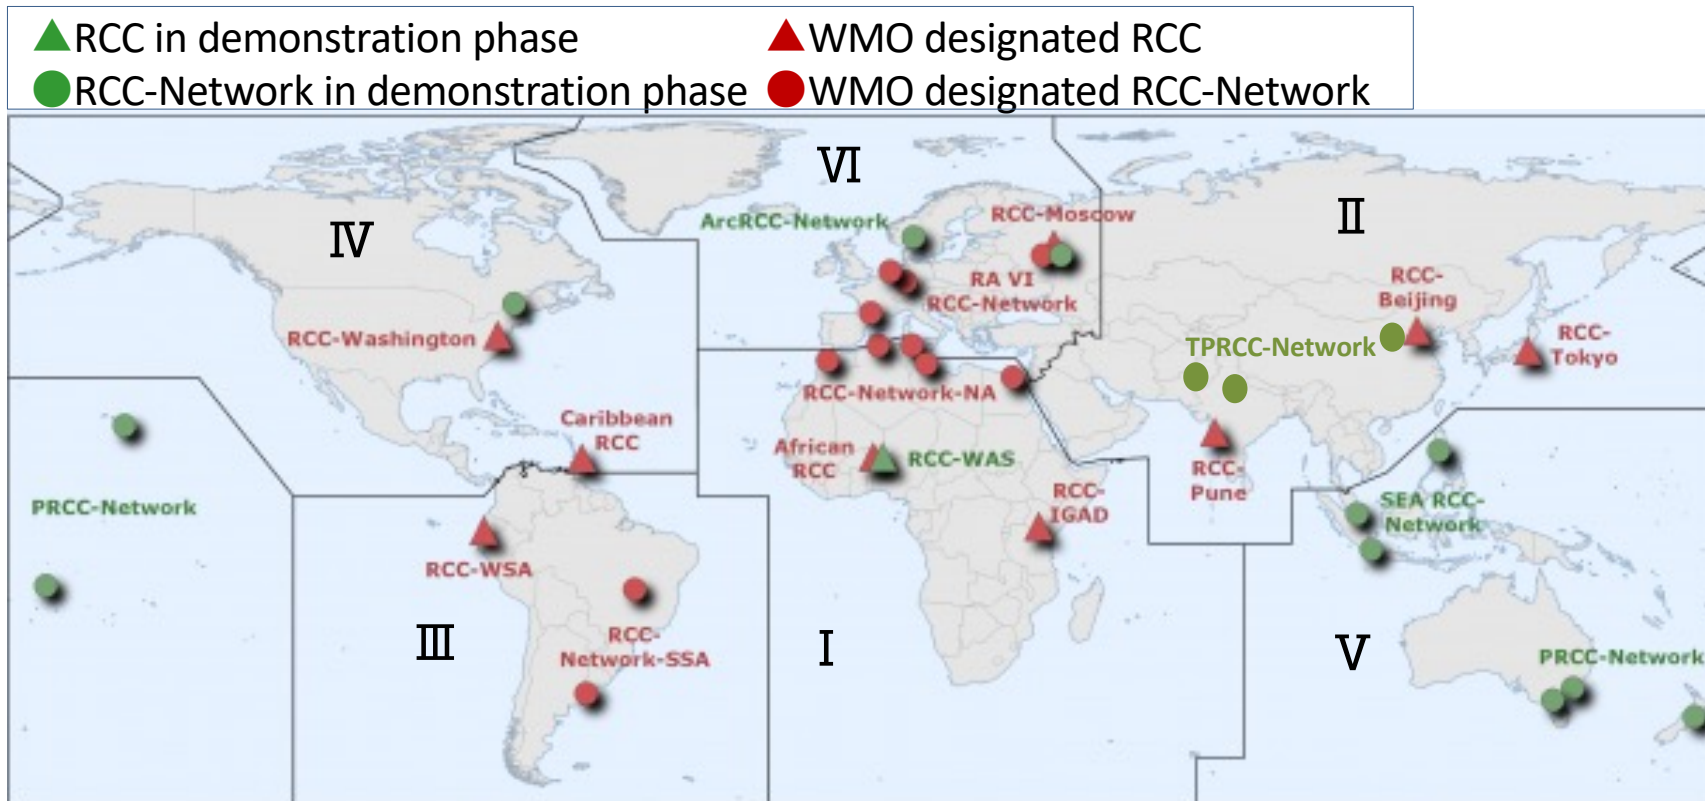 RCC in demonstration phase
WMO designated RCC
RCC-Network in demonstration phase
WMO designated RCC-Network
VI
IV
II
ArcRCC-Network
RCC-Moscow
RA VI
RCC-Network
RCC-
Beijing
RCC-Washington
TPRCC-Network
RCC-
Tokyo
RCC-Network-NA
Caribbean
RCC
African
RCC
RCC-WAS
RCC-
Pune
RCC-
IGAD
PRCC-Network
SEA RCC-
Network
RCC-WSA
III
RCC-
Network-SSA
I
V
PRCC-Network